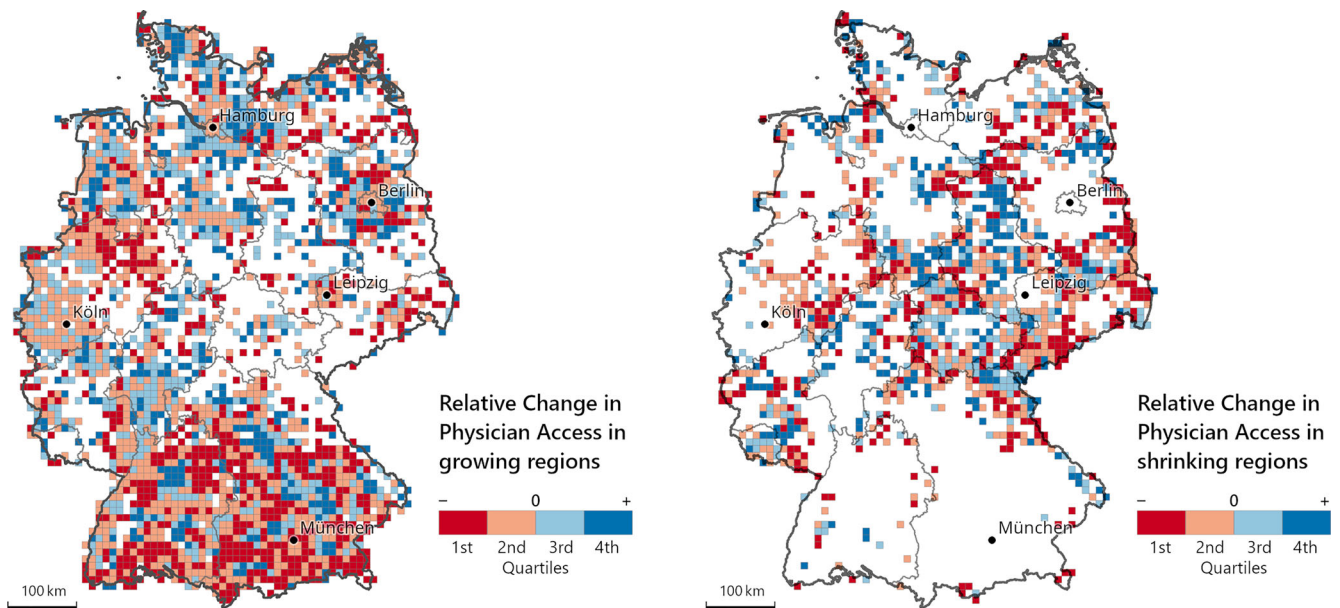 Hamburg
Berlin
Leipzig
Köln
München
Relative Change in
Physician Access in
growing regions
− 0 +
1st 2nd 3rd 4th
Quartiles
100 km
Hamburg
Berlin
Leipzig
Köln
München
Relative Change in
Physician Access in
shrinking regions
− 0 +
1st 2nd 3rd 4th
Quartiles
100 km